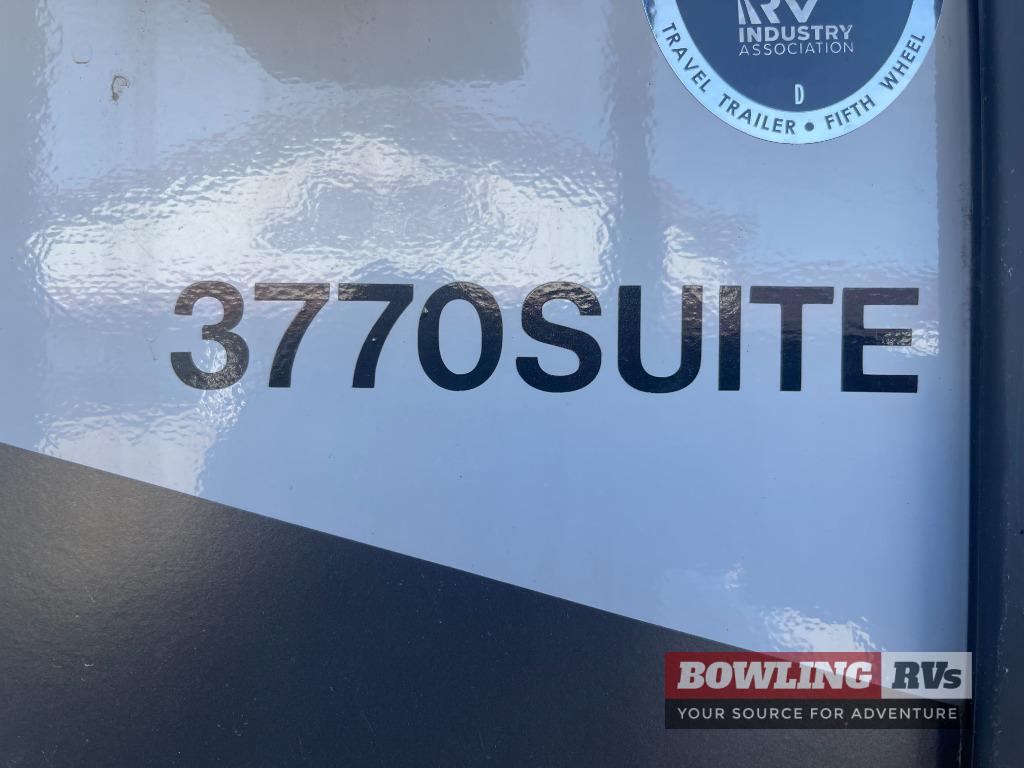 RV
INDUSTRY
ASSOCIATION
D
TRAVEL TRAILER • FIFTH WHEEL
3770SUITE
BOWLING RVs
YOUR SOURCE FOR ADVENTURE